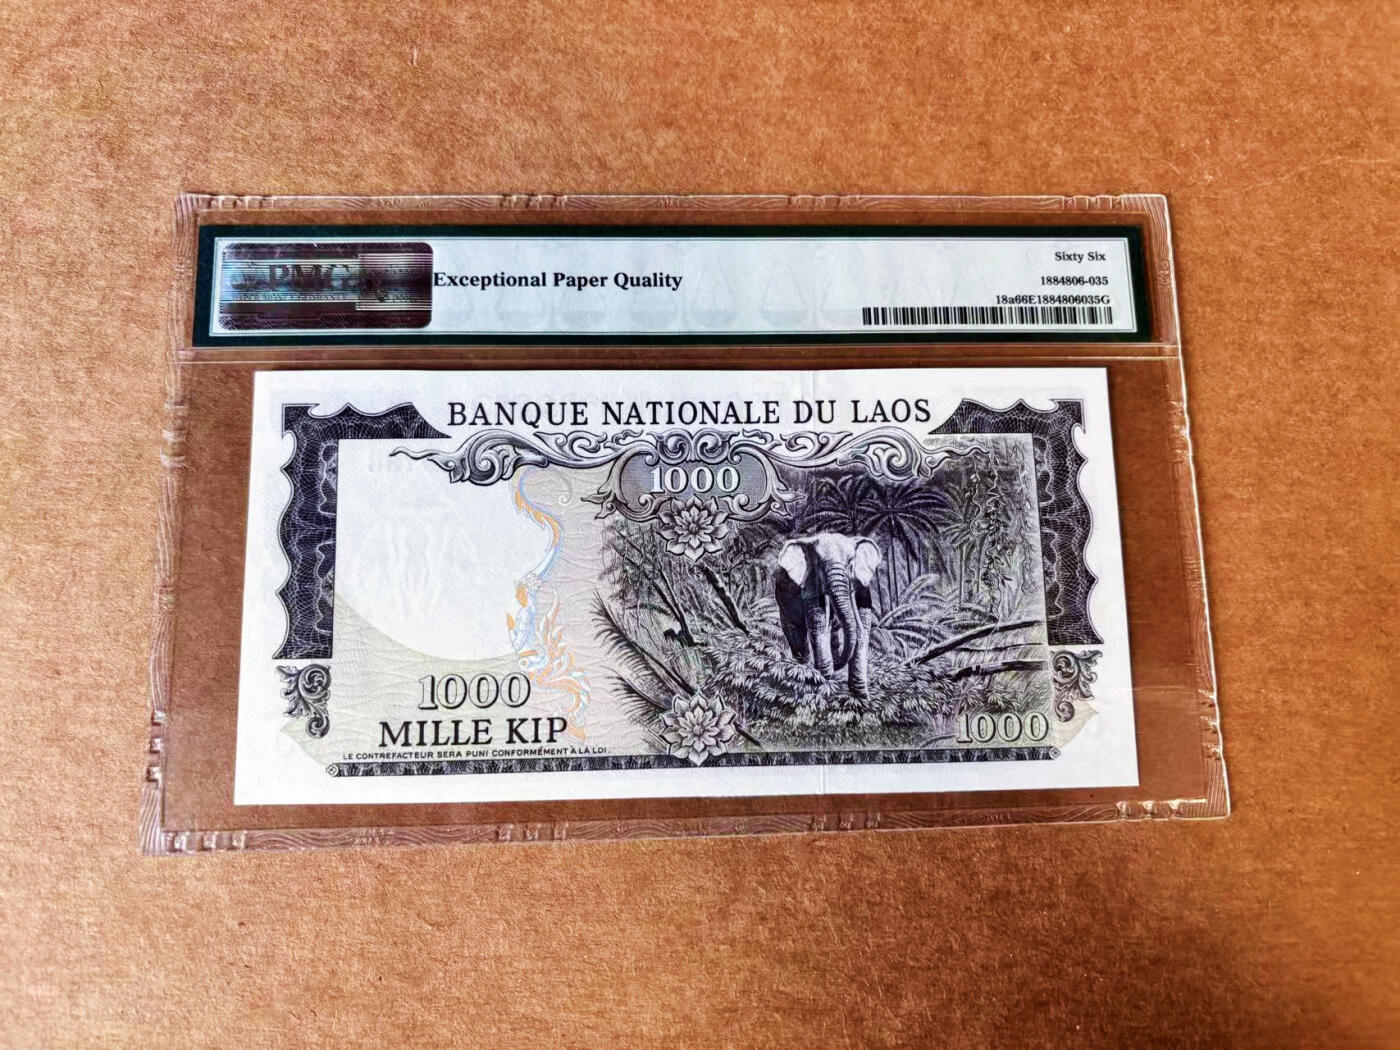 PMG
Exceptional Paper Quality
Sixty Six
1884806-035
18a66E1884806035G
BANQUE NATIONALE DU LAOS
1000
1000
MILLE KIP
LE CONTREFACTEUR SERA PUNI CONFORMÉMENT À LA LOI.
1000